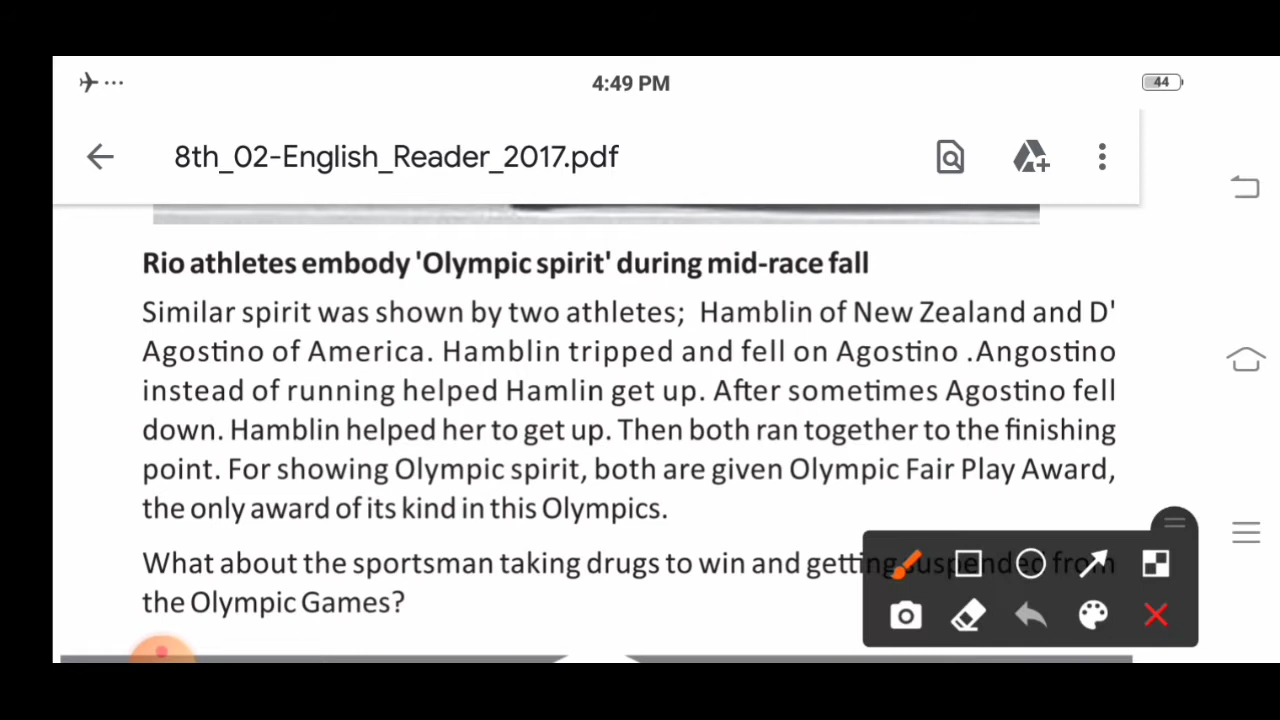 4:49 PM
44
8th_02-English_Reader_2017.pdf
Rio athletes embody 'Olympic spirit' during mid-race fall
Similar spirit was shown by two athletes; Hamblin of New Zealand and D'
Agostino of America. Hamblin tripped and fell on Agostino .Angostino
instead of running helped Hamlin get up. After sometimes Agostino fell
down. Hamblin helped her to get up. Then both ran together to the finishing
point. For showing Olympic spirit, both are given Olympic Fair Play Award,
the only award of its kind in this Olympics.
What about the sportsman taking drugs to win and getting suspended from
the Olympic Games?